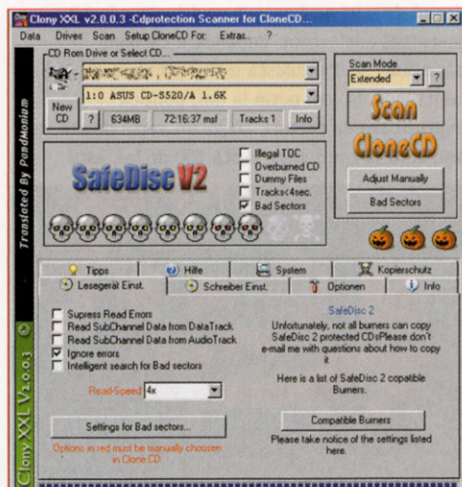 Clony XXL v2.0.0.3 -Cdprotection Scanner for CloneCD...
Data Drives Scan Setup CloneCD For: Extras.. ?
CD Rom Drive or Select CD...
1:0 ASUS CD-S520/A 1.6K
New CD
?
634MB
72:16:37 msf
Tracks 1
Info
Scan Mode
Extended
?
Scan
CloneCD
Adjust Manually
Bad Sectors
SafeDisc V2
Illegal TOC
Overburned CD
Dummy Files
Tracks<4sec.
Bad Sectors
Translated By PandMonium
Clony XXL V2.0.0.3 ©
Tipps
Hilfe
System
Kopierschutz
Lesegerät Einst.
Schreiber Einst.
Optionen
Info
Supress Read Errors
Read SubChannel Data from DataTrack
Read SubChannel Data from AudioTrack
Ignore errors
Intelligent search for Bad sectors
Read-Speed 4x
Settings for Bad sectors...
Options in red must be manually choosen
in Clone CD
SafeDisc 2
Unfortunately, not all burners can copy
SafeDisc 2 protected CDsPlease don't
e-mail me with questions about how to copy
it
Here is a list of SafeDisc 2 copatible
Burners.
Compatible Burners
Please take notice of the settings listed
here.